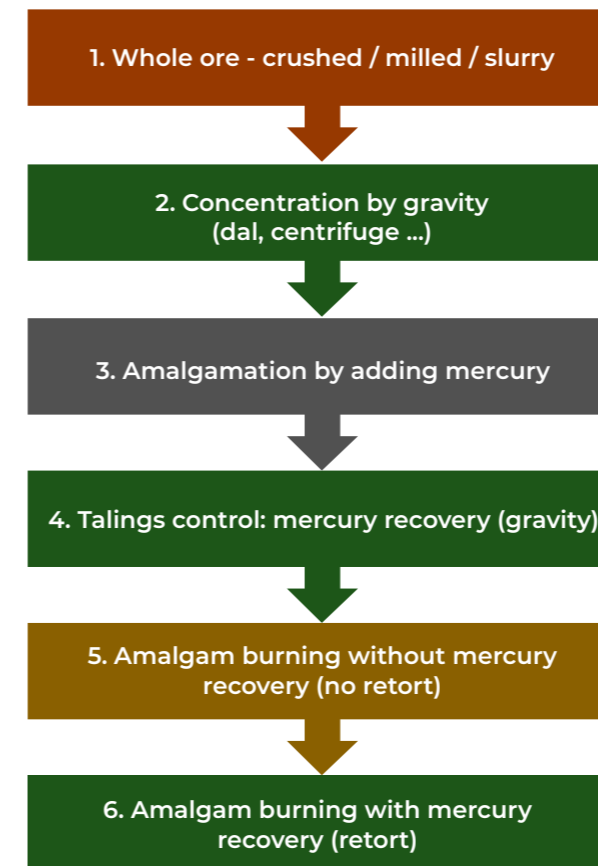 1. Whole ore - crushed / milled / slurry
2. Concentration by gravity
(dal, centrifuge ...)
3. Amalgamation by adding mercury
4. Talings control: mercury recovery (gravity)
5. Amalgam burning without mercury
recovery (no retort)
6. Amalgam burning with mercury
recovery (retort)